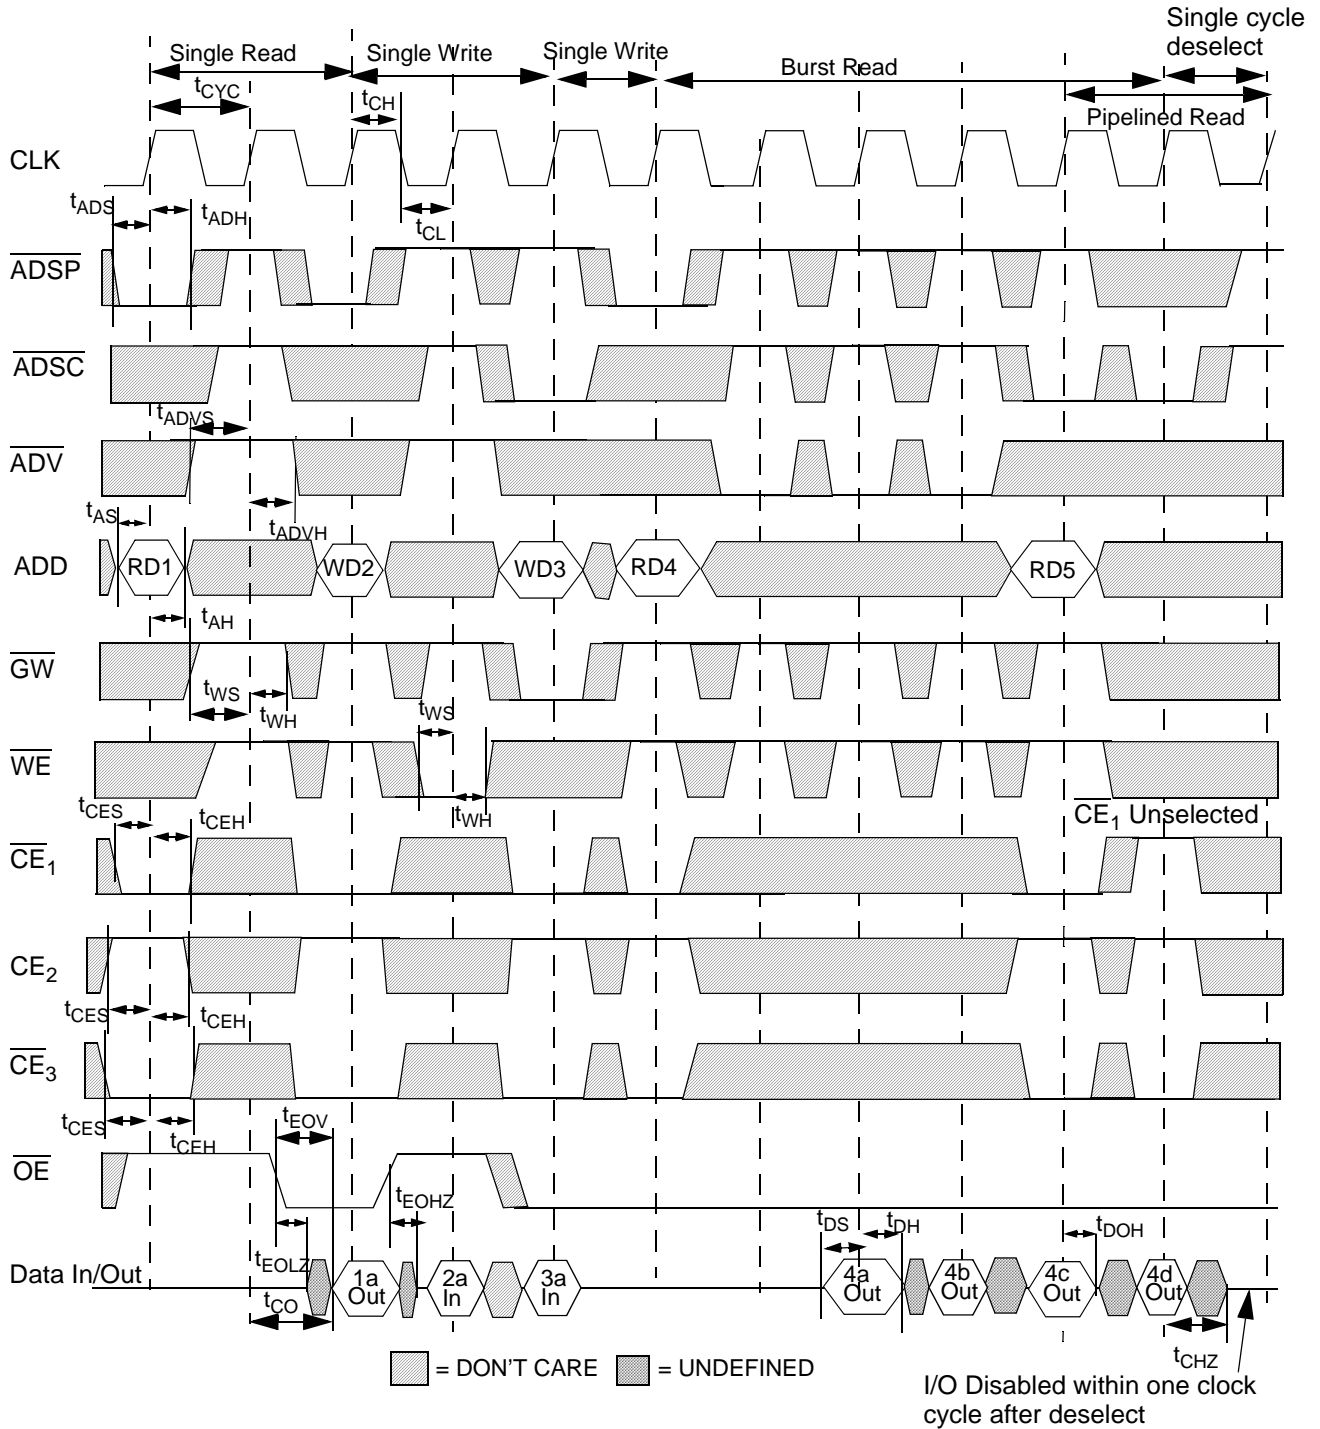 Single cycle
deselect
Single Read
Single Write
Single Write
Burst Read
Pipelined Read
tCYC
tCH
CLK
tADS
tADH
tCL
ADSP
ADSC
tADVS
ADV
tAS
tADVH
ADD
RD1
WD2
WD3
RD4
RD5
tAH
GW
tWS
tWH
tWS
WE
tCES
tCEH
tWH
CE1 Unselected
CE1
CE2
tCES
tCEH
CE3
tCES
tCEH
tEOV
OE
tEOHZ
tDS
tDH
tDOH
tEOLZ
Data In/Out
1a
Out
2a
In
3a
In
4a
Out
4b
Out
4c
Out
4d
Out
tCO
tCHZ
= DON'T CARE
= UNDEFINED
I/O Disabled within one clock
cycle after deselect